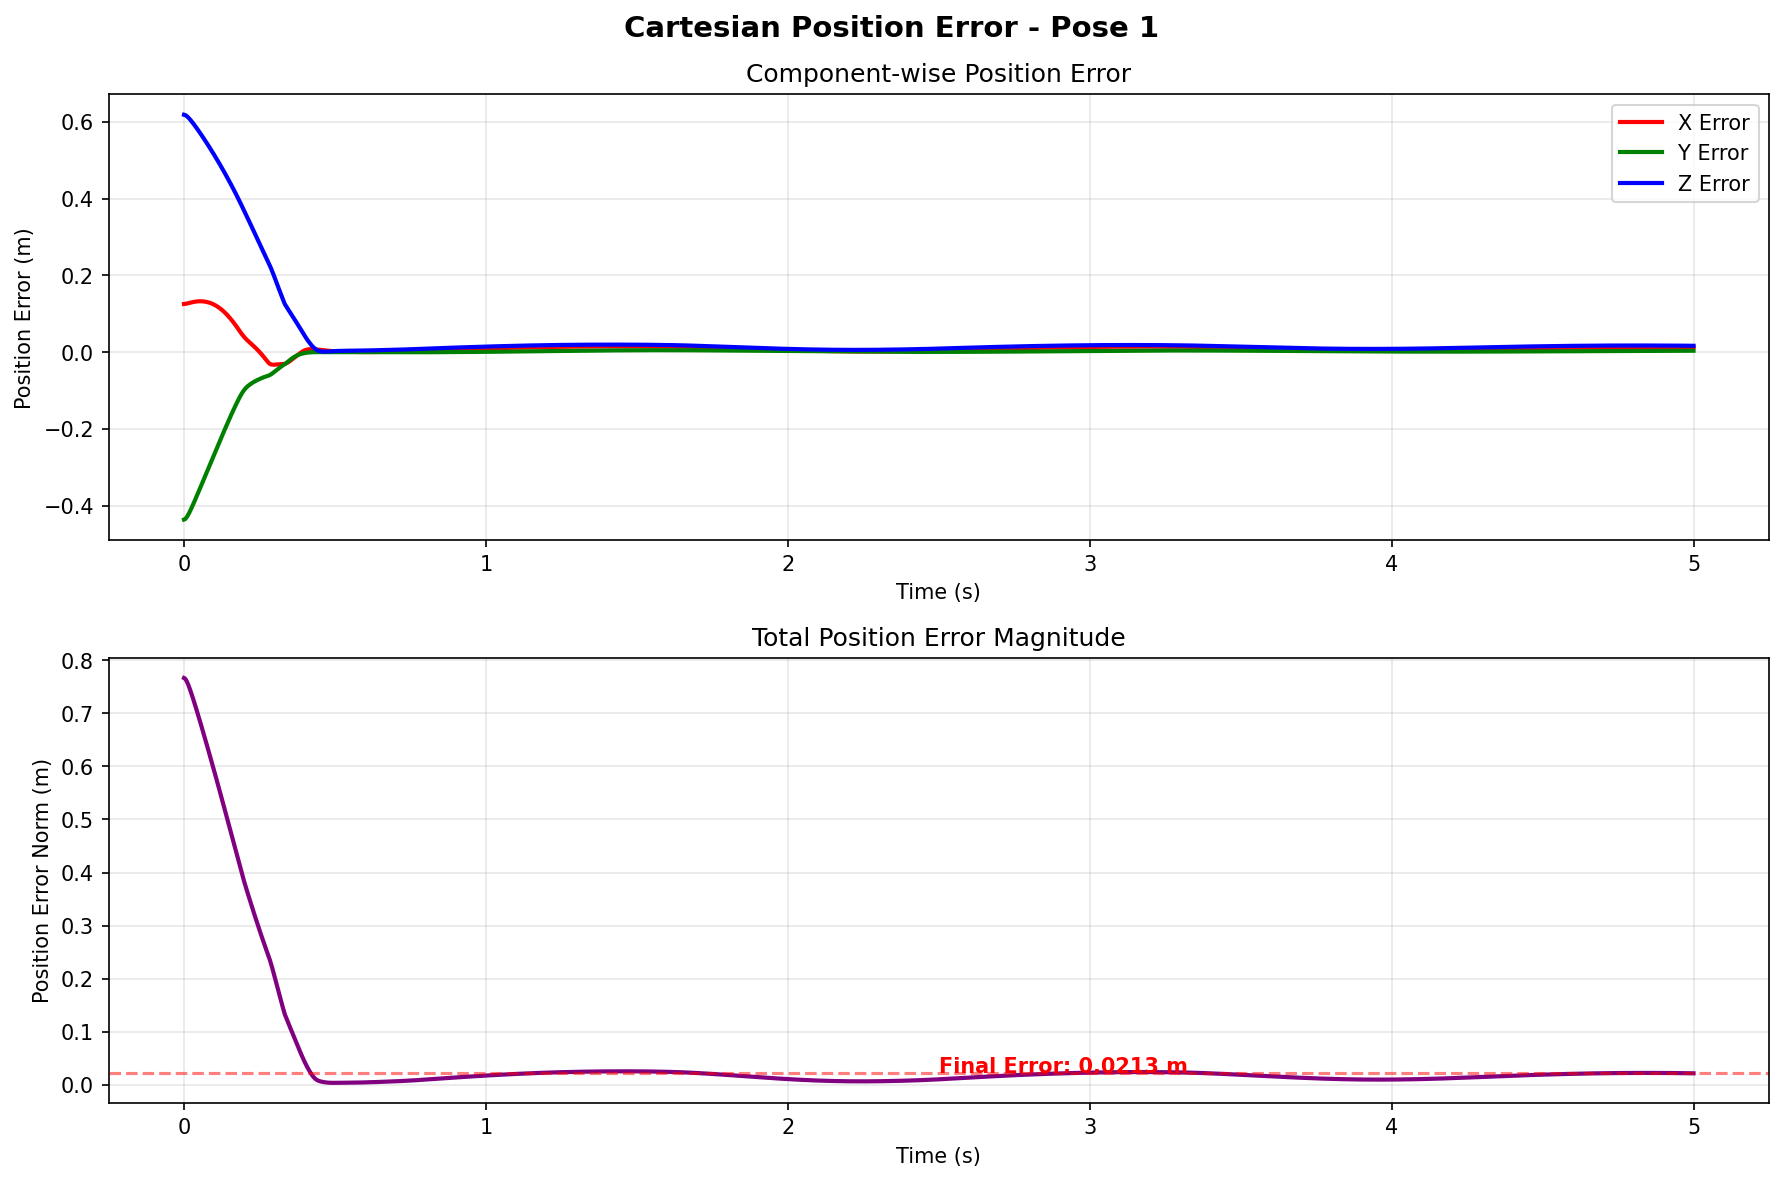 Cartesian Position Error - Pose 1
Component-wise Position Error
Position Error (m)
0.6
0.4
0.2
0.0
−0.2
−0.4
X Error
Y Error
Z Error
0 1 2 3 4 5
Time (s)
Total Position Error Magnitude
Position Error Norm (m)
0.8
0.7
0.6
0.5
0.4
0.3
0.2
0.1
0.0
Final Error: 0.0213 m
0 1 2 3 4 5
Time (s)